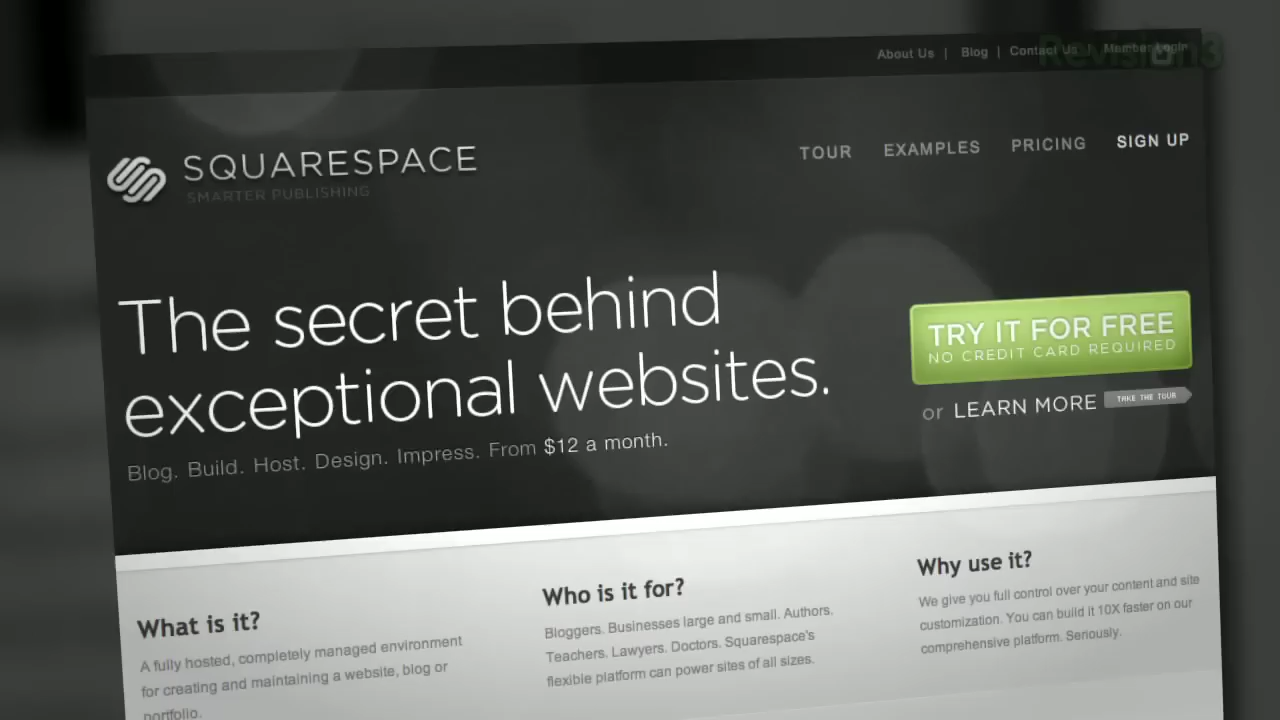 About Us | Blog | Contact Us | Member Login
Revision3
SQUARESPACE
SMARTER PUBLISHING
TOUR EXAMPLES PRICING SIGN UP
The secret behind
exceptional websites.
Blog. Build. Host. Design. Impress. From $12 a month.
TRY IT FOR FREE
NO CREDIT CARD REQUIRED
or LEARN MORE TAKE THE TOUR
What is it?
A fully hosted, completely managed environment
for creating and maintaining a website, blog or
portfolio.
Who is it for?
Bloggers. Businesses large and small. Authors.
Teachers. Lawyers. Doctors. Squarespace's
flexible platform can power sites of all sizes.
Why use it?
We give you full control over your content and site
customization. You can build it 10X faster on our
comprehensive platform. Seriously.